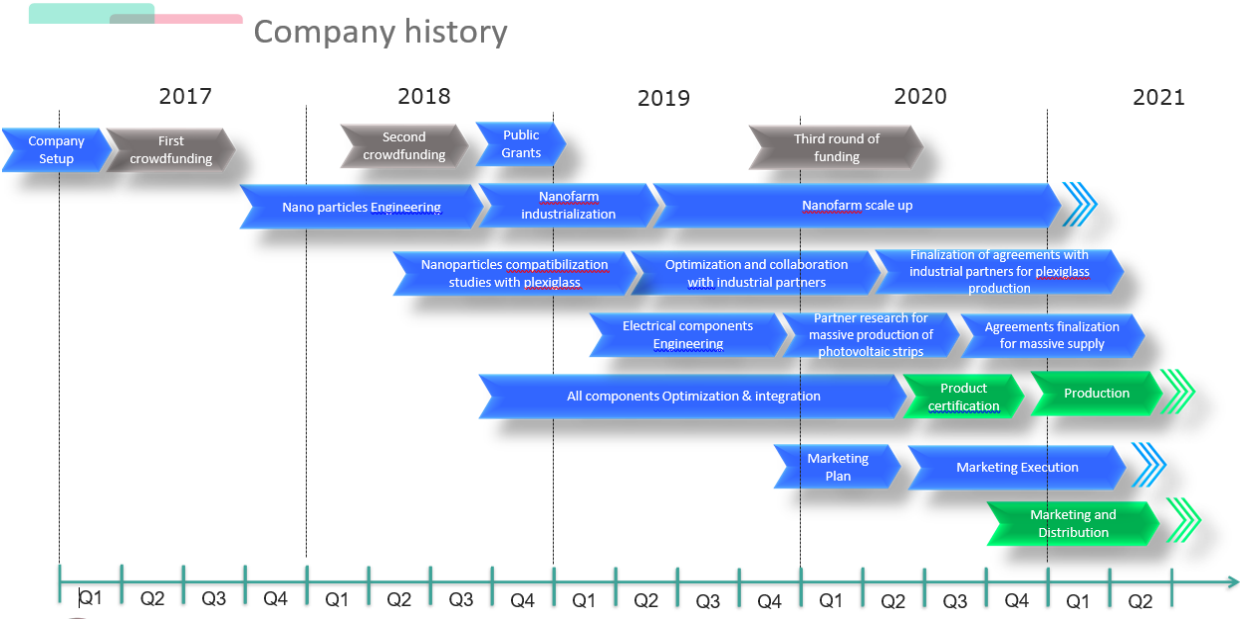 Company history
2017
2018
2019
2020
2021
Company
Setup
First
crowdfunding
Second
crowdfunding
Public
Grants
Third round of
funding
Nano particles Engineering
Nanofarm
industrialization
Nanofarm scale up
Nanoparticles compatibilization
studies with plexiglass
Optimization and collaboration
with industrial partners
Finalization of agreements with
industrial partners for plexiglass
production
Electrical components
Engineering
Partner research for
massive production of
photovoltaic strips
Agreements finalization
for massive supply
All components Optimization & integration
Product
certification
Production
Marketing
Plan
Marketing Execution
Marketing and
Distribution
Q1 Q2 Q3 Q4 Q1 Q2 Q3 Q4 Q1 Q2 Q3 Q4 Q1 Q2 Q3 Q4 Q1 Q2